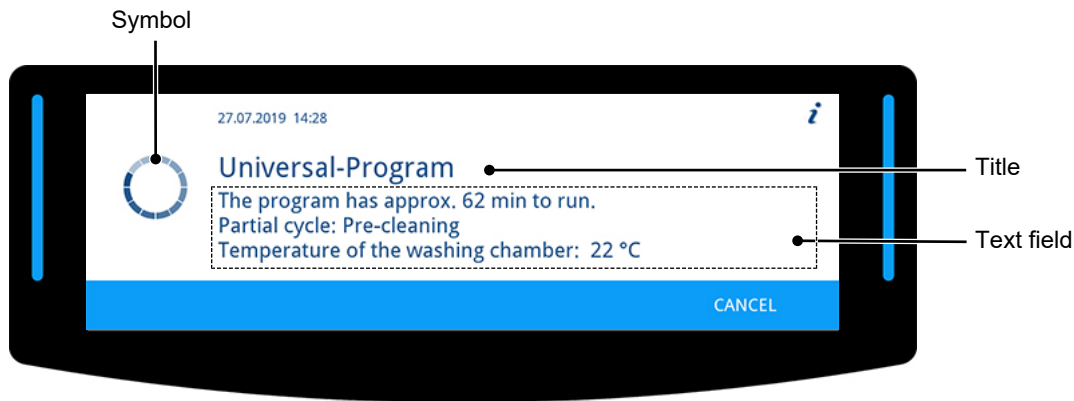 Symbol
27.07.2019 14:28
i
Universal-Program
Title
The program has approx. 62 min to run.
Partial cycle: Pre-cleaning
Text field
Temperature of the washing chamber: 22 °C
CANCEL